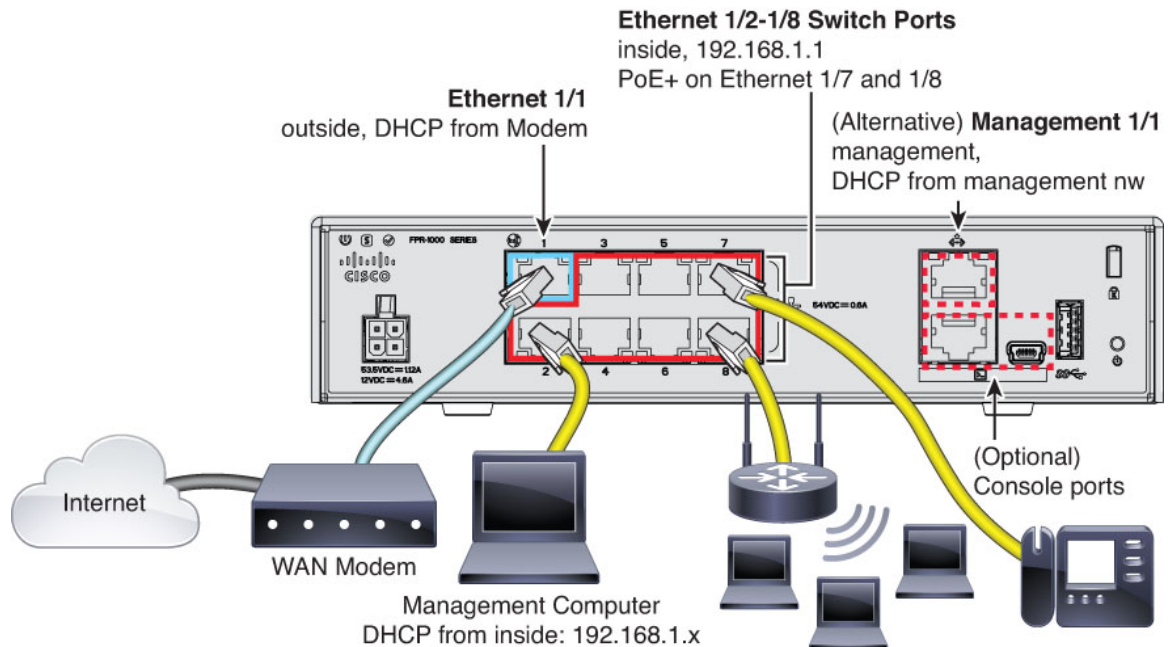 Ethernet 1/2-1/8 Switch Ports
inside, 192.168.1.1
PoE+ on Ethernet 1/7 and 1/8
Ethernet 1/1
outside, DHCP from Modem
(Alternative) Management 1/1
management,
DHCP from management nw
S
FPR-1000 SERIES
1 3 5 7
CISCO
54VDC⎓0.6A
K
53.5VDC⎓1.12A
12VDC⎓4.6A
2 4 6 8
SS
(Optional)
Console ports
Internet
WAN Modem
Management Computer
DHCP from inside: 192.168.1.x